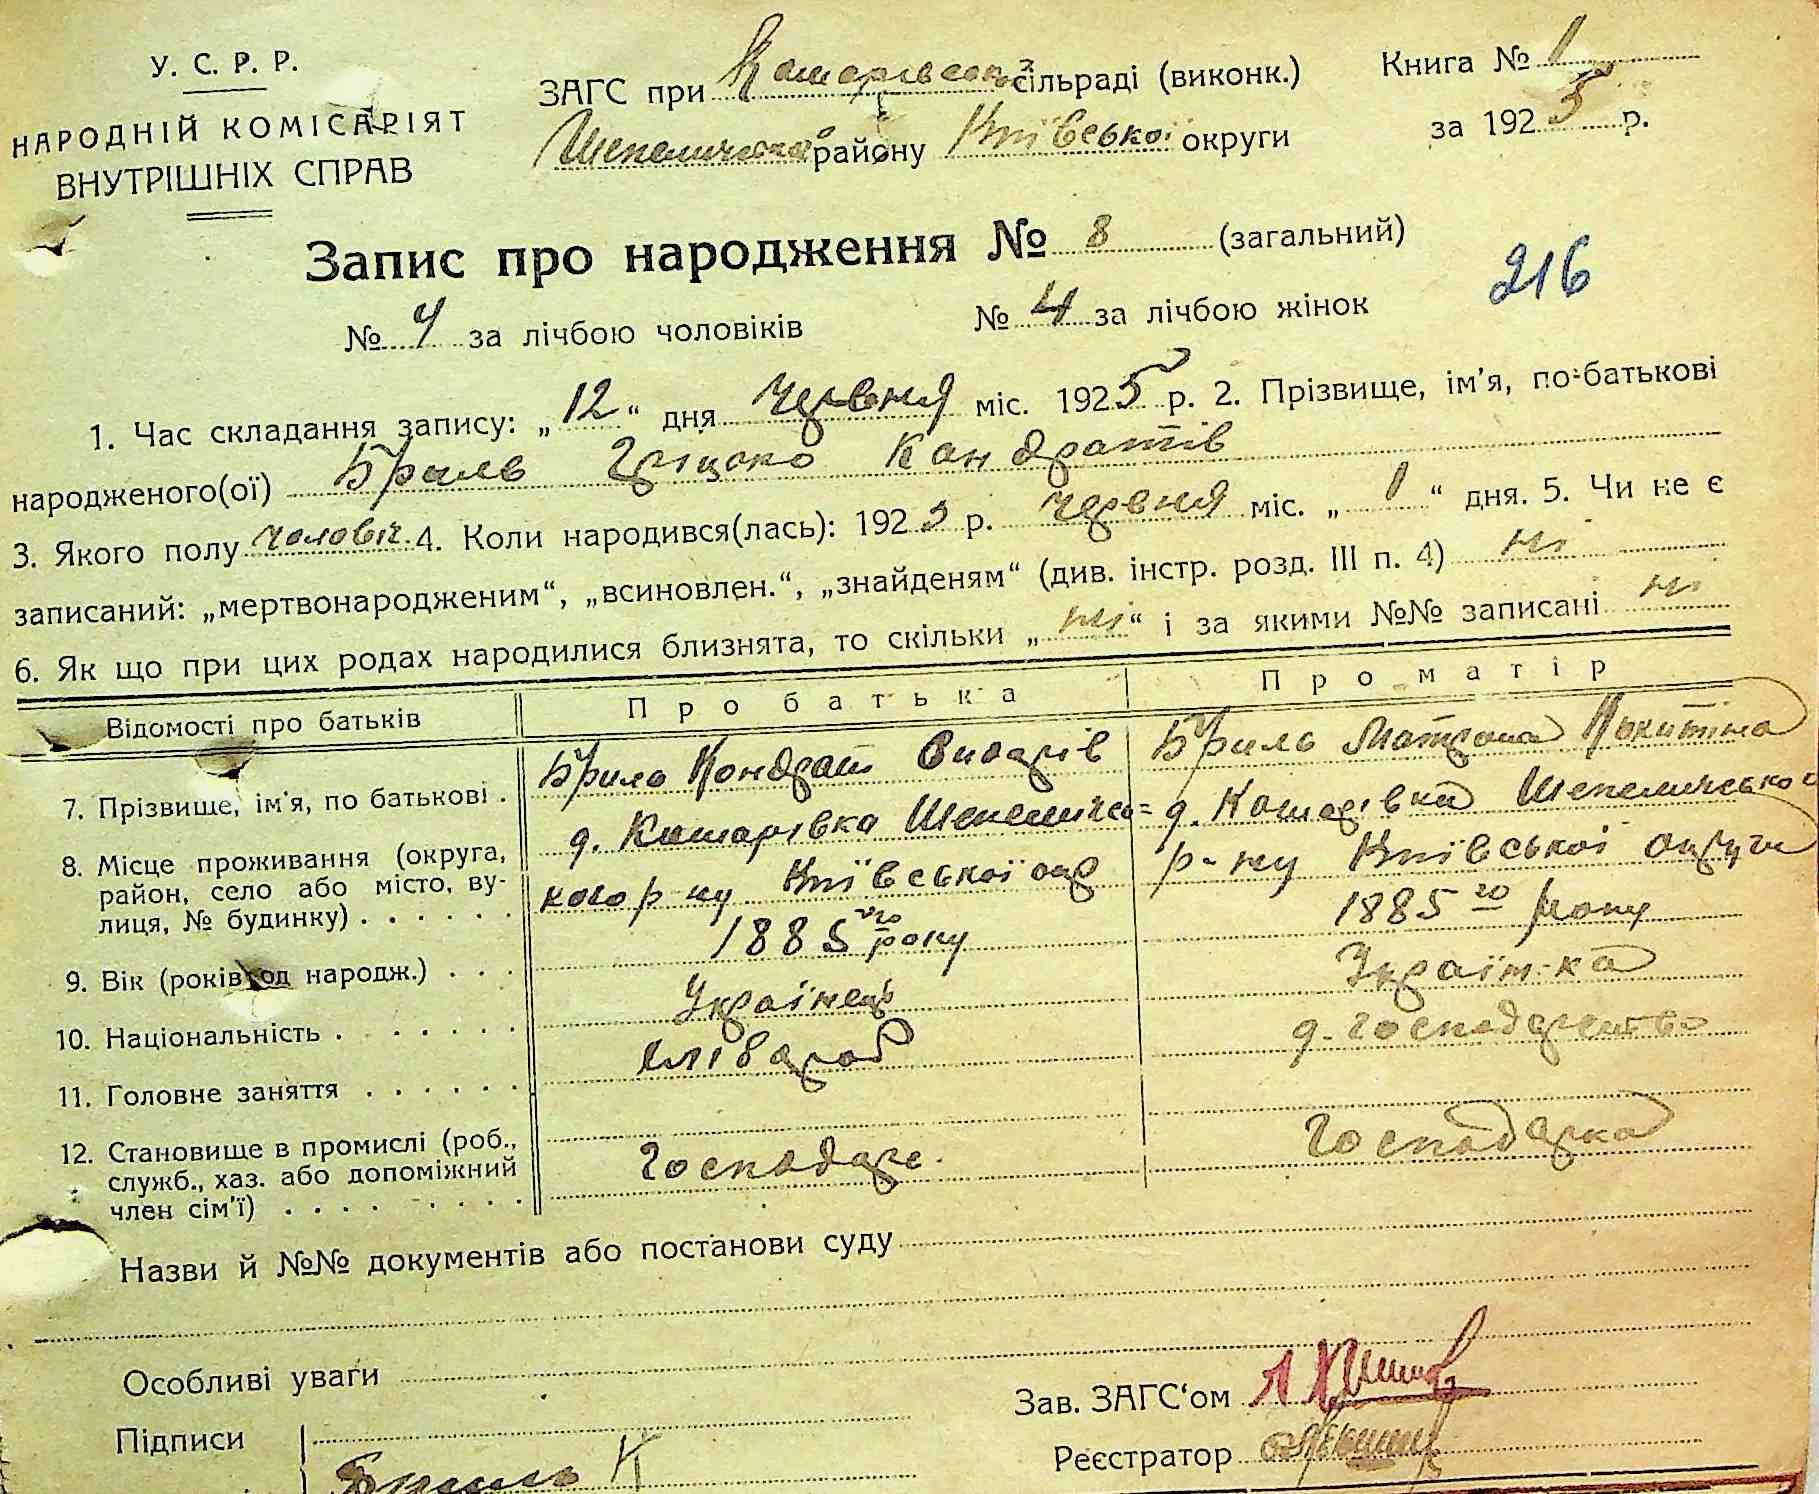 У. С. Р. Р.
НАРОДНІЙ КОМІСАРІЯТ
ВНУТРІШНІХ СПРАВ
ЗАГС при сільраді (виконк.) Книга № 1
району Київської округи за 1925 р.
Запис про народження № 8 (загальний)
216
№ 4 за лічбою чоловіків № 4 за лічбою жінок
1. Час складання запису: „12“ дня червня міс. 1925 р. 2. Прізвище, ім'я, по-батькові
народженого(ої) Бриль Грицко Кондратів
3. Якого полу чоловіч. 4. Коли народився(лась): 1925 р. червня міс. „1“ дня. 5. Чи не є
записаний: „мертвонародженим“, „всиновлен.“, „знайденям“ (див. інстр. розд. III п. 4) ні
6. Як що при цих родах народилися близнята, то скільки „ні“ і за якими №№ записані ні
Відомості про батьків Про батька Про матір
7. Прізвище, ім'я, по батькові . Бриль Кондрат Бриль Мотрона
8. Місце проживання (округа, район, село або місто, вулиця, № будинку) . . . . . . д. Кошарівка Шепелицького р-ну Київської окр д. Кошарівка Шепелицького р-ну Київської округи
9. Вік (років од народж.) . . . 1885 го року 1885 го року
10. Національність . . . . . . Українець Українка
11. Головне заняття . . . . . . хлібароб д. господарство
12. Становище в промислі (роб., служб., хаз. або допоміжний член сім'ї) . . . . . . . . Господарь. Господарка
Назви й №№ документів або постанови суду
Особливі уваги
Зав. ЗАГС'ом
Підписи
Реєстратор
Бриль К